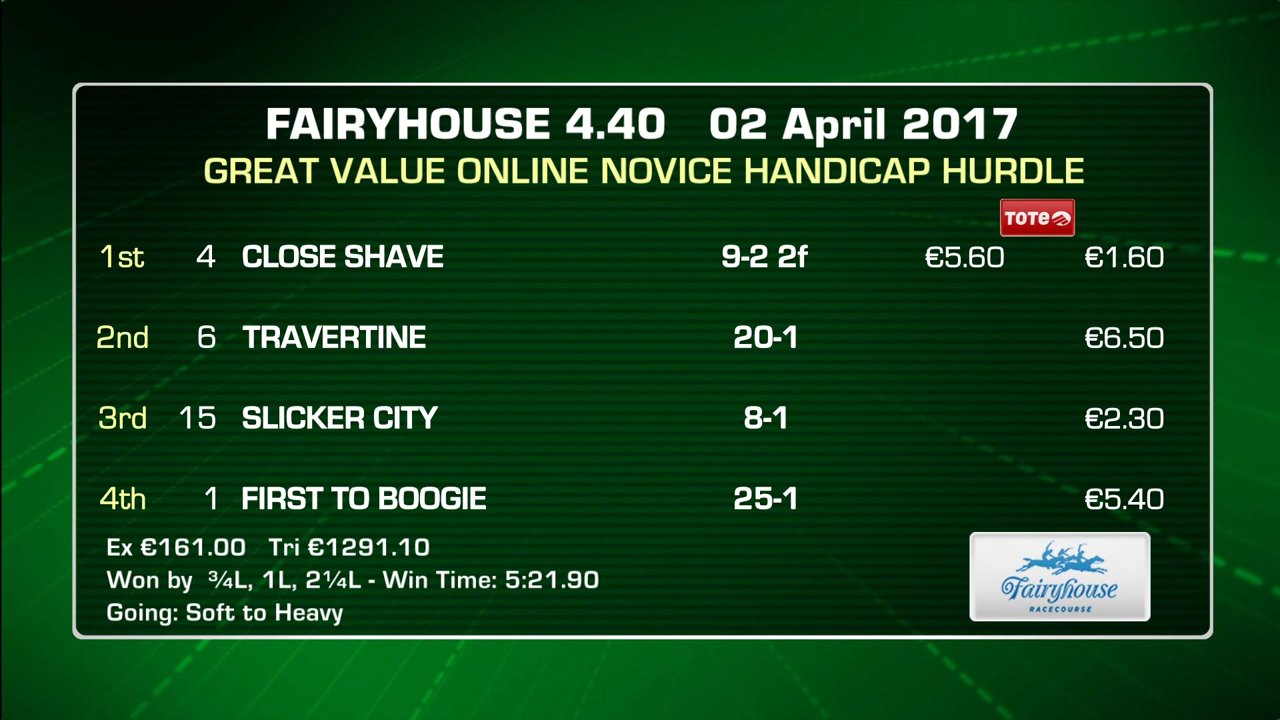 FAIRYHOUSE 4.40 02 April 2017
GREAT VALUE ONLINE NOVICE HANDICAP HURDLE
TOTE
1st 4 CLOSE SHAVE 9-2 2f €5.60 €1.60
2nd 6 TRAVERTINE 20-1 €6.50
3rd 15 SLICKER CITY 8-1 €2.30
4th 1 FIRST TO BOOGIE 25-1 €5.40
Ex €161.00 Tri €1291.10
Won by ¾L, 1L, 2¼L - Win Time: 5:21.90
Going: Soft to Heavy
Fairyhouse
RACECOURSE